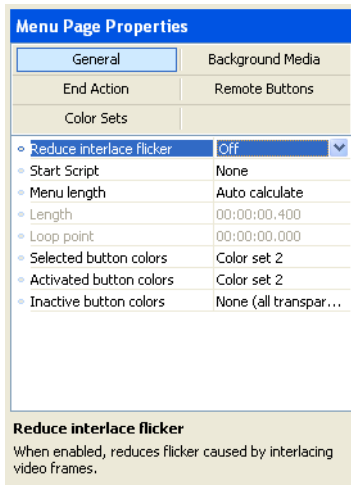 Menu Page Properties
General Background Media
End Action Remote Buttons
Color Sets
Reduce interlace flicker Off
Start Script None
Menu length Auto calculate
Length 00:00:00.400
Loop point 00:00:00.000
Selected button colors Color set 2
Activated button colors Color set 2
Inactive button colors None (all transpar...
Reduce interlace flicker
When enabled, reduces flicker caused by interlacing
video frames.